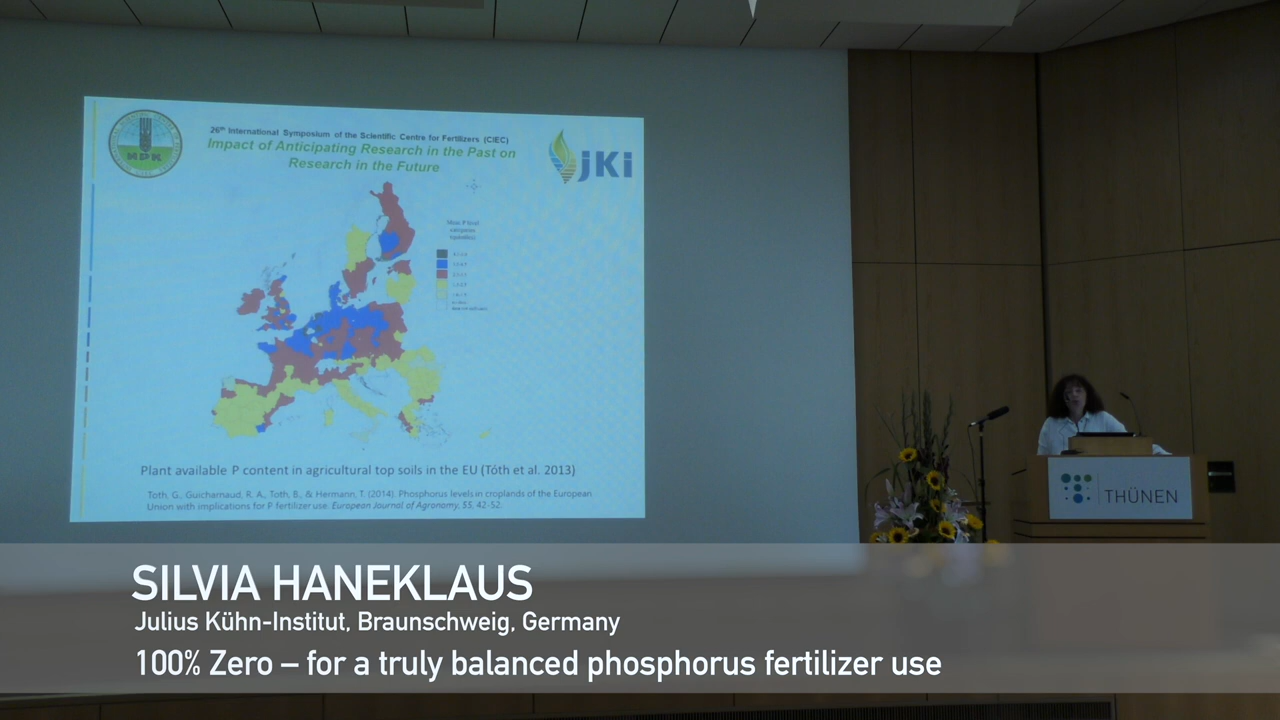 26th International Symposium of the Scientific Centre for Fertilizers (CIEC)
Impact of Anticipating Research in the Past on
Research in the Future
NPK
JKi
Plant available P content in agricultural top soils in the EU (Tóth et al. 2013)
Toth, G., Guicharnaud, R. A., Toth, B., & Hermann, T. (2014). Phosphorus levels in croplands of the European
Union with implications for P fertilizer use. European Journal of Agronomy, 55, 42-52.
THÜNEN
SILVIA HANEKLAUS
Julius Kühn-Institut, Braunschweig, Germany
100% Zero – for a truly balanced phosphorus fertilizer use